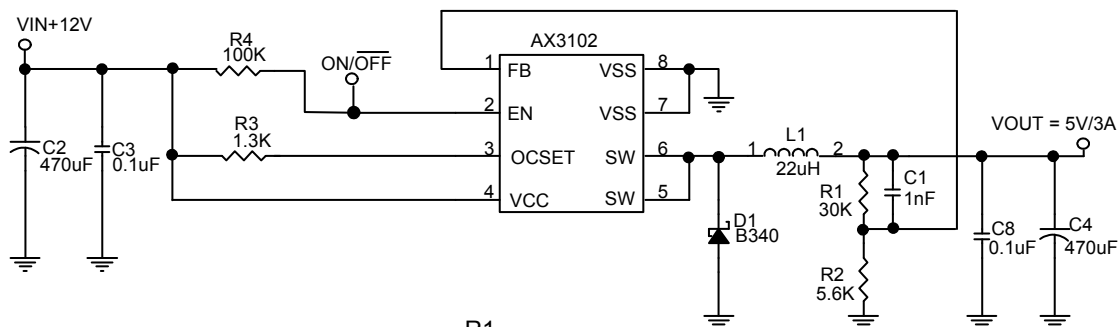 VIN+12V
R4
100K
ON/OFF
AX3102
1
FB
VSS
8
2
EN
VSS
7
R3
1.3K
3
OCSET
SW
6
4
VCC
SW
5
C2
470uF
C3
0.1uF
L1
1
2
22uH
VOUT = 5V/3A
D1
B340
R1
30K
C1
1nF
R2
5.6K
C8
0.1uF
C4
470uF
R1